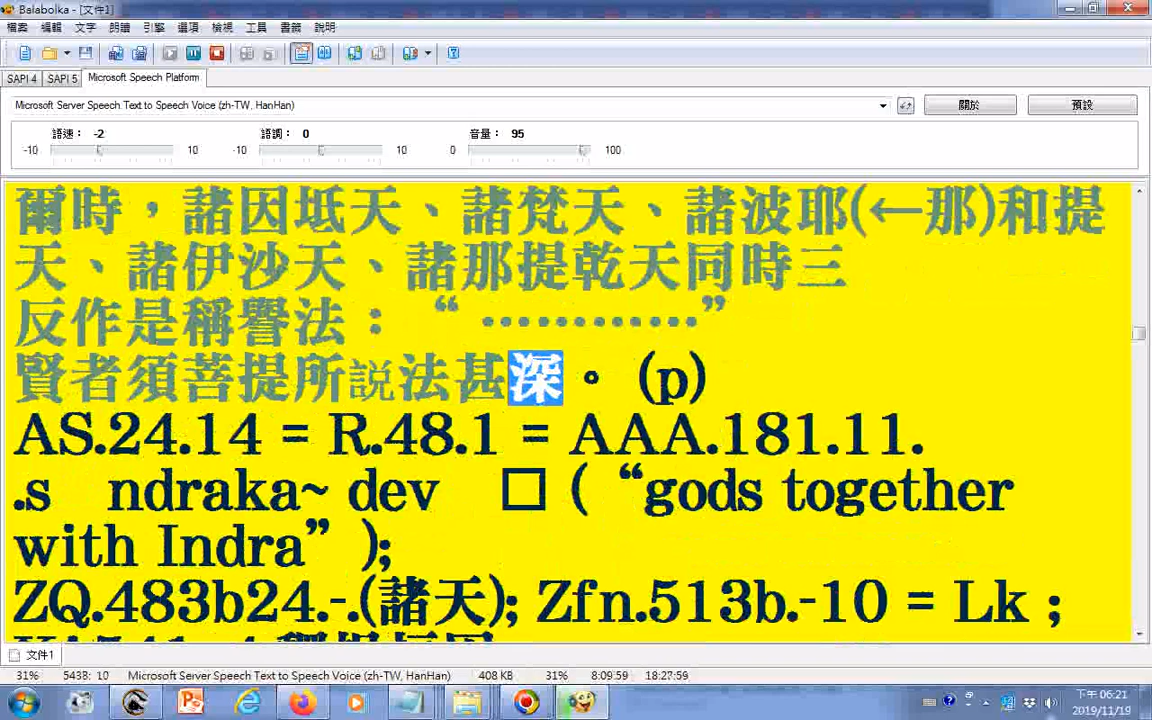 Balabolka - [文件1]
檔案 編輯 文字 朗讀 引擎 選項 檢視 工具 書籤 說明
SAPI 4 SAPI 5 Microsoft Speech Platform
Microsoft Server Speech Text to Speech Voice (zh-TW, HanHan) 關於 預設
語速： -2 語調： 0 音量： 95
-10 10 -10 10 0 100
爾時，諸因坻天、諸梵天、諸波耶(←那)和提
天、諸伊沙天、諸那提乾天同時三
反作是稱譽法：“…………”
賢者須菩提所説法甚深。(p)
AS.24.14 = R.48.1 = AAA.181.11.
.s ndraka~ dev □ (“gods together
with Indra”);
ZQ.483b24.-.(諸天); Zfn.513b.-10 = Lk ;
文件1
31% 5438: 10 Microsoft Server Speech Text to Speech Voice (zh-TW, HanHan) 408 KB 31% 8:09:59 18:27:59
下午 06:21
2019/11/19